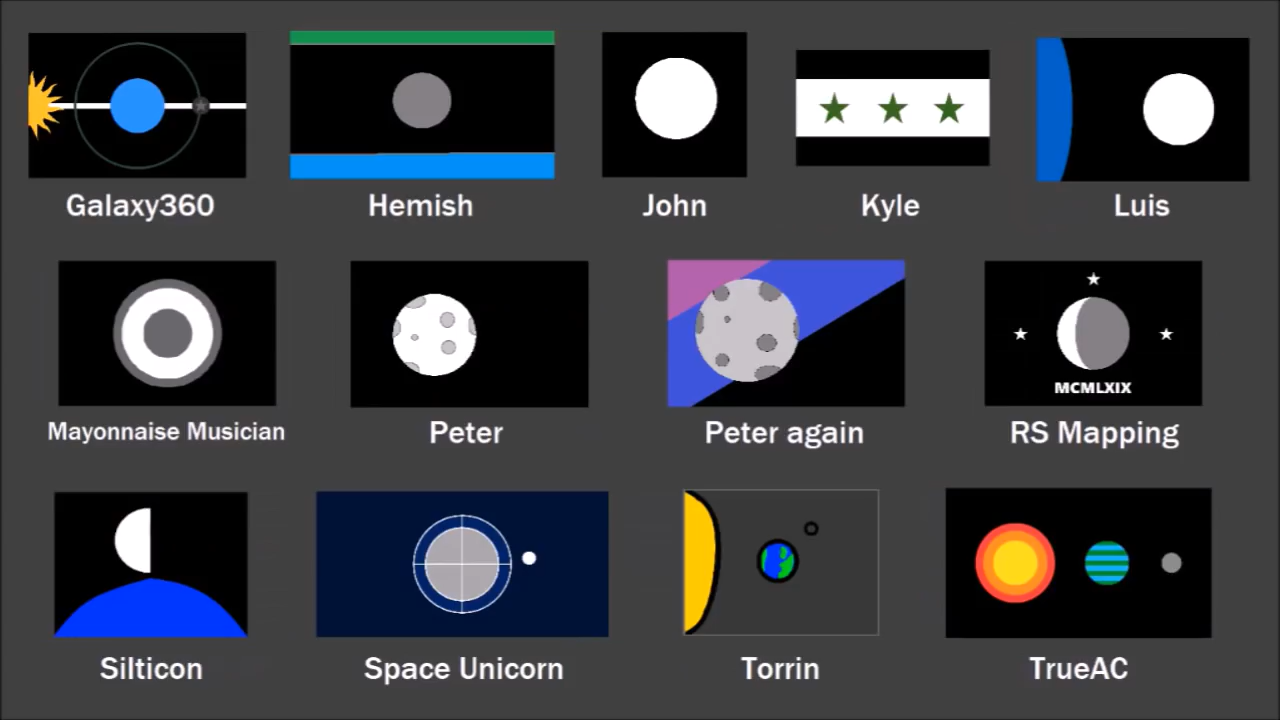 Galaxy360
Hemish
John
Kyle
Luis
Mayonnaise Musician
Peter
Peter again
MCMLXIX
RS Mapping
Silticon
Space Unicorn
Torrin
TrueAC